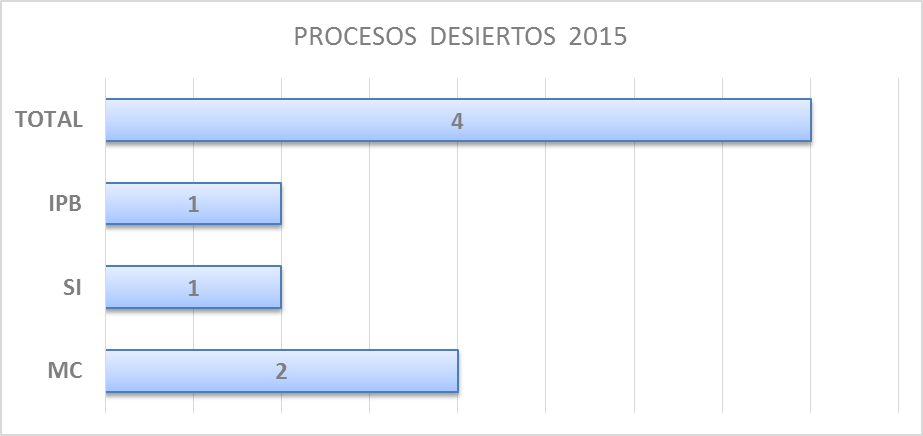 PROCESOS DESIERTOS 2015
TOTAL 4
IPB 1
SI 1
MC 2